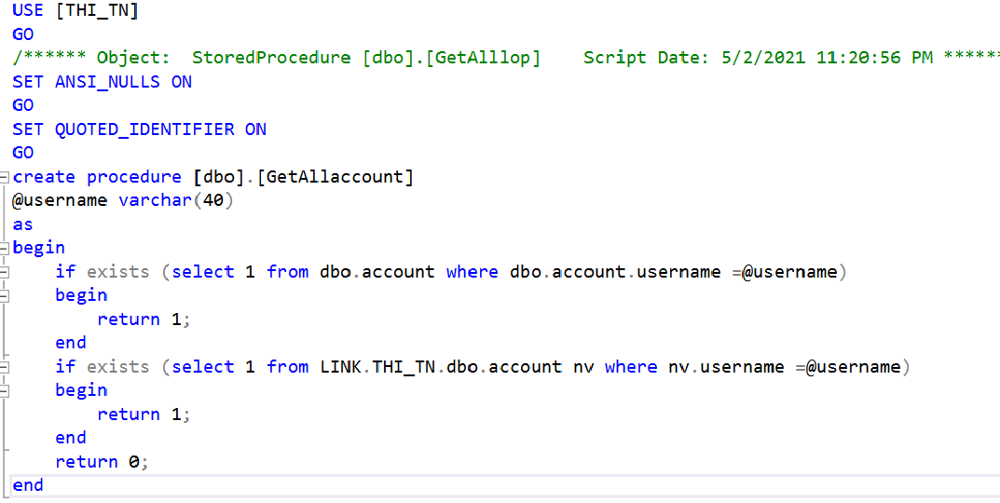 USE [THI_TN]
GO
/****** Object:  StoredProcedure [dbo].[GetAlllop]    Script Date: 5/2/2021 11:20:56 PM ******
SET ANSI_NULLS ON
GO
SET QUOTED_IDENTIFIER ON
GO
create procedure [dbo].[GetAllaccount]
@username varchar(40)
as
begin
    if exists (select 1 from dbo.account where dbo.account.username =@username)
    begin
        return 1;
    end
    if exists (select 1 from LINK.THI_TN.dbo.account nv where nv.username =@username)
    begin
        return 1;
    end
    return 0;
end